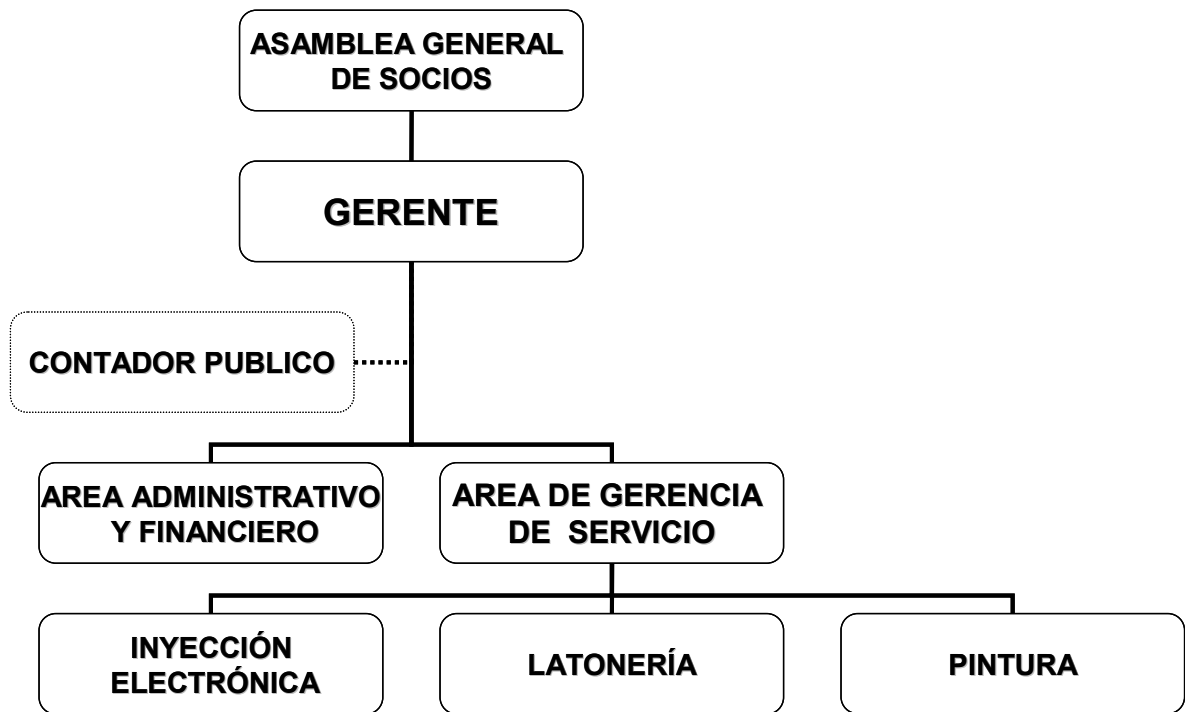 ASAMBLEA GENERAL
DE SOCIOS
GERENTE
CONTADOR PUBLICO
AREA ADMINISTRATIVO
Y FINANCIERO
AREA DE GERENCIA
DE SERVICIO
INYECCIÓN
ELECTRÓNICA
LATONERÍA
PINTURA